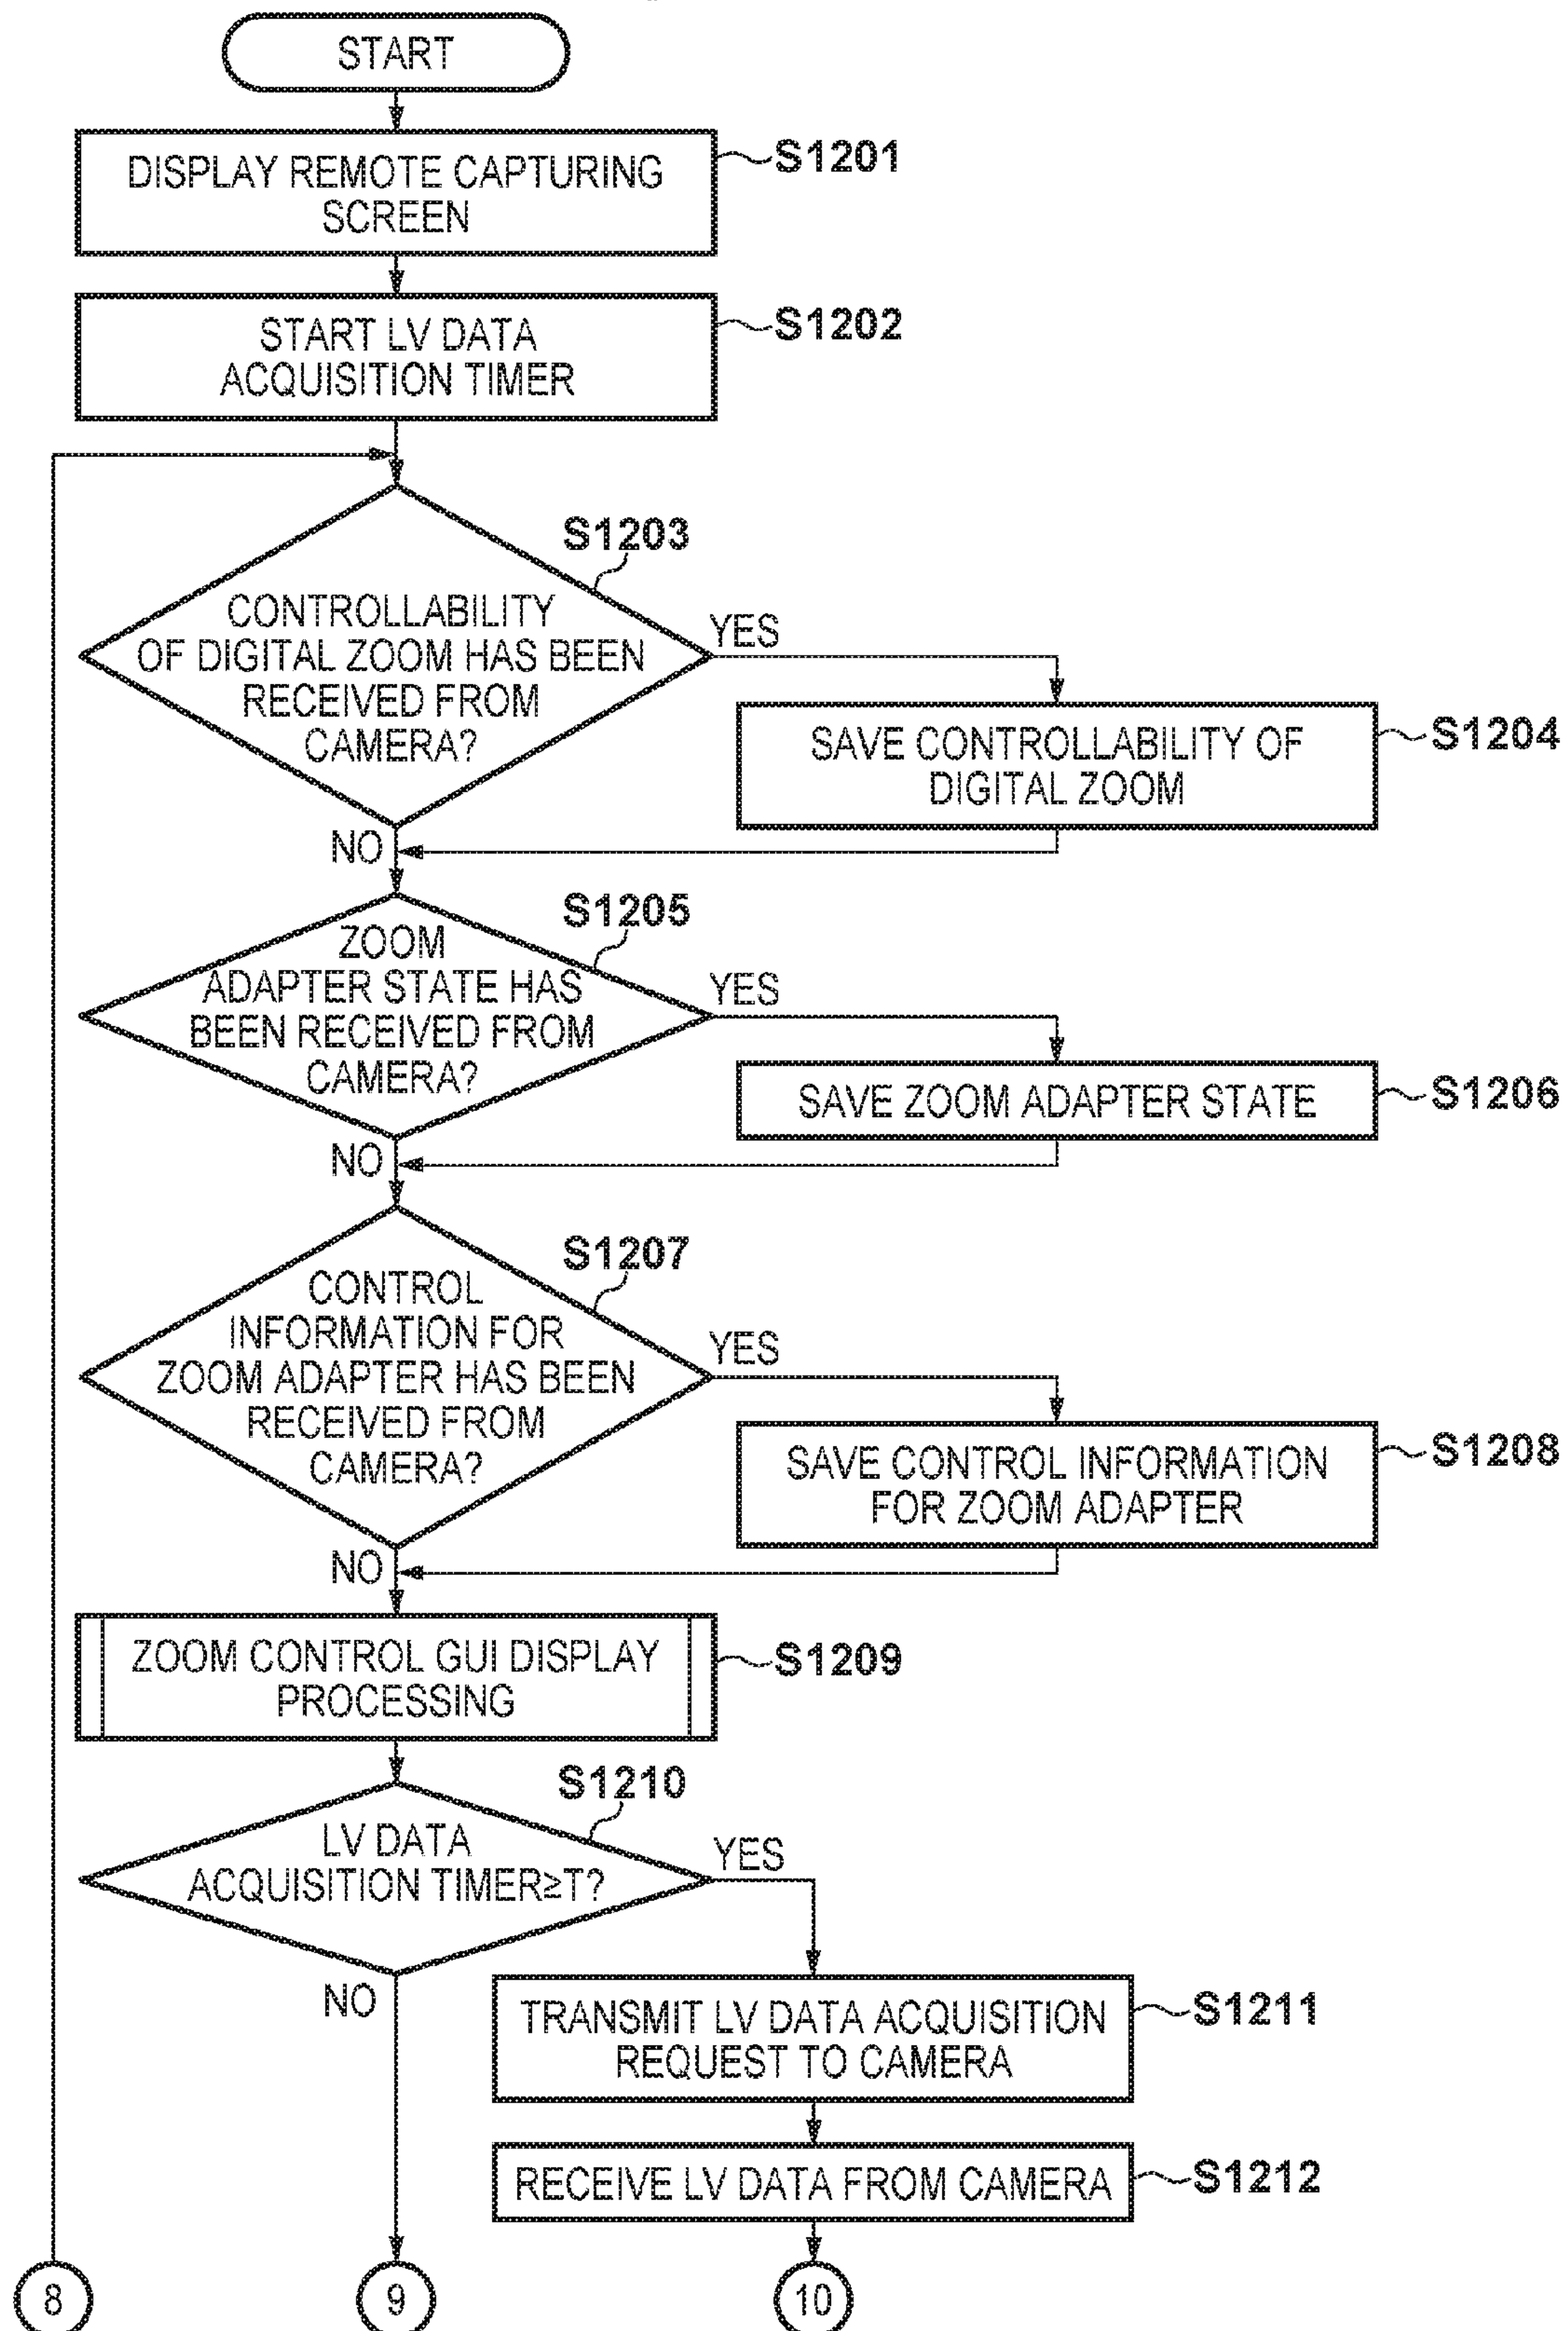 START
DISPLAY REMOTE CAPTURING
SCREEN
S1201
START LV DATA
ACQUISITION TIMER
S1202
S1203
CONTROLLABILITY
OF DIGITAL ZOOM HAS BEEN
RECEIVED FROM
CAMERA?
YES
NO
SAVE CONTROLLABILITY OF
DIGITAL ZOOM
S1204
S1205
ZOOM
ADAPTER STATE HAS
BEEN RECEIVED FROM
CAMERA?
YES
NO
SAVE ZOOM ADAPTER STATE
S1206
S1207
CONTROL
INFORMATION FOR
ZOOM ADAPTER HAS BEEN
RECEIVED FROM
CAMERA?
YES
NO
SAVE CONTROL INFORMATION
FOR ZOOM ADAPTER
S1208
ZOOM CONTROL GUI DISPLAY
PROCESSING
S1209
S1210
LV DATA
ACQUISITION TIMER≥T?
YES
NO
TRANSMIT LV DATA ACQUISITION
REQUEST TO CAMERA
S1211
RECEIVE LV DATA FROM CAMERA
S1212
8
9
10